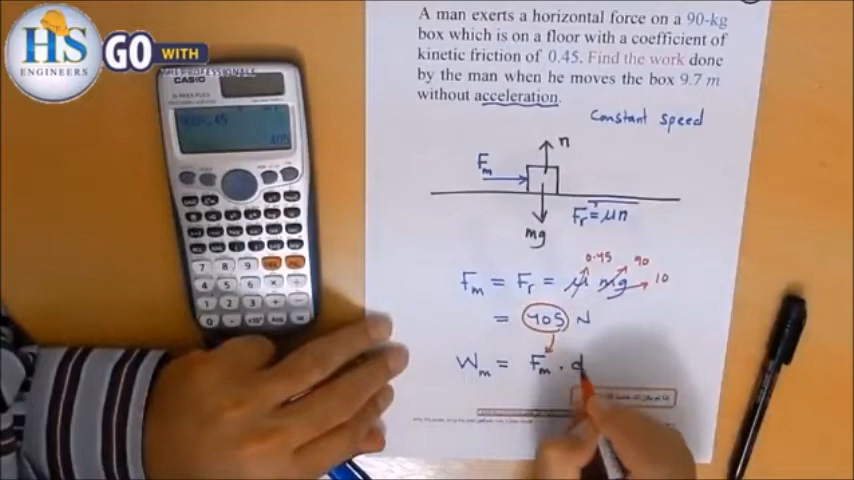 HS
ENGINEERS
GO WITH
THE PROFESSIONALS
CASIO
A man exerts a horizontal force on a 90-kg
box which is on a floor with a coefficient of
kinetic friction of 0.45. Find the work done
by the man when he moves the box 9.7 m
without acceleration.
Constant speed
n
Fm
Fr = μn
mg
0.45 90 10
Fm = Fr = μ mg
= 405 N
Wm = Fm . d